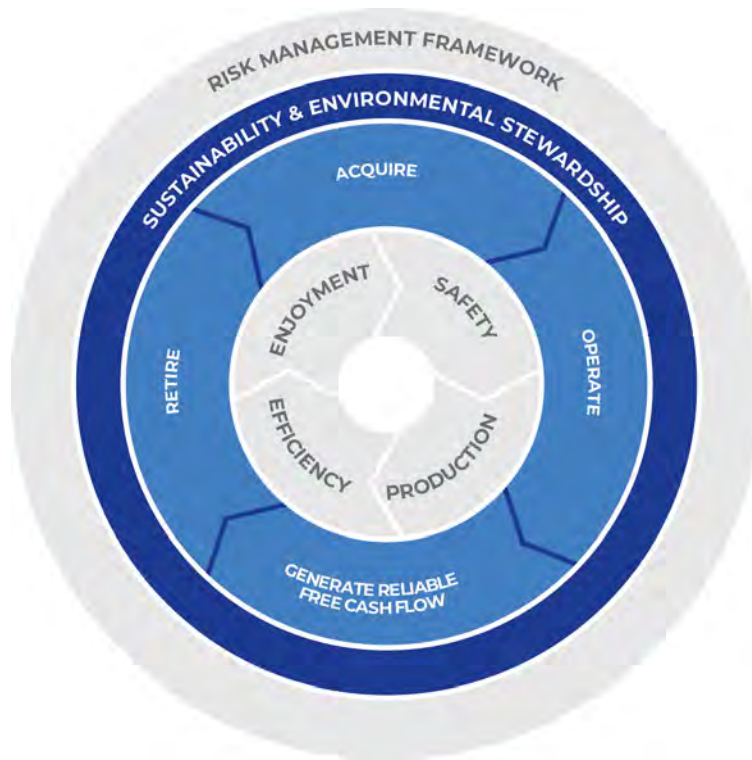 RISK MANAGEMENT FRAMEWORK
SUSTAINABILITY & ENVIRONMENTAL STEWARDSHIP
ACQUIRE
OPERATE
GENERATE RELIABLE
FREE CASH FLOW
RETIRE
SAFETY
PRODUCTION
EFFICIENCY
ENJOYMENT